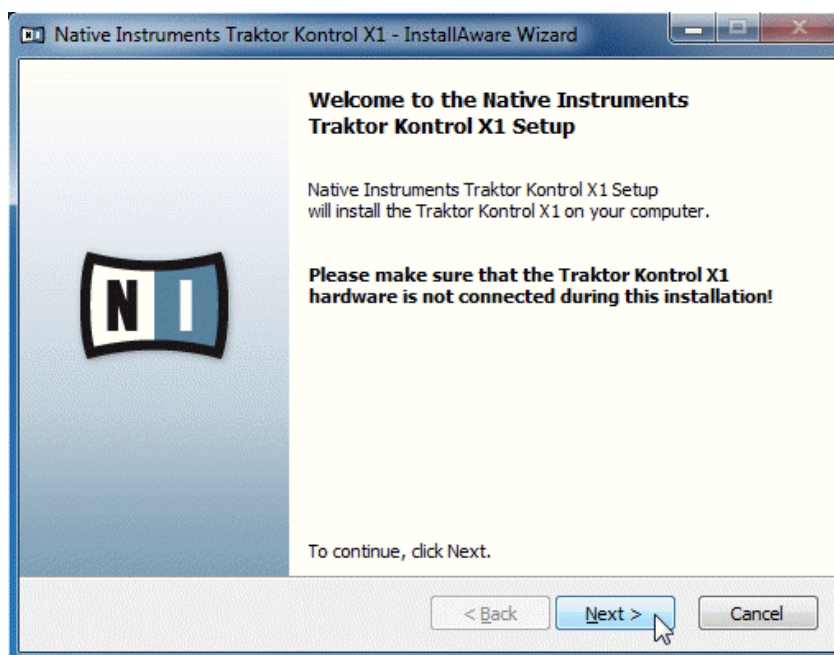 Native Instruments Traktor Kontrol X1 - InstallAware Wizard
Welcome to the Native Instruments
Traktor Kontrol X1 Setup
Native Instruments Traktor Kontrol X1 Setup
will install the Traktor Kontrol X1 on your computer.
Please make sure that the Traktor Kontrol X1
hardware is not connected during this installation!
NI
To continue, click Next.
< Back
Next >
Cancel